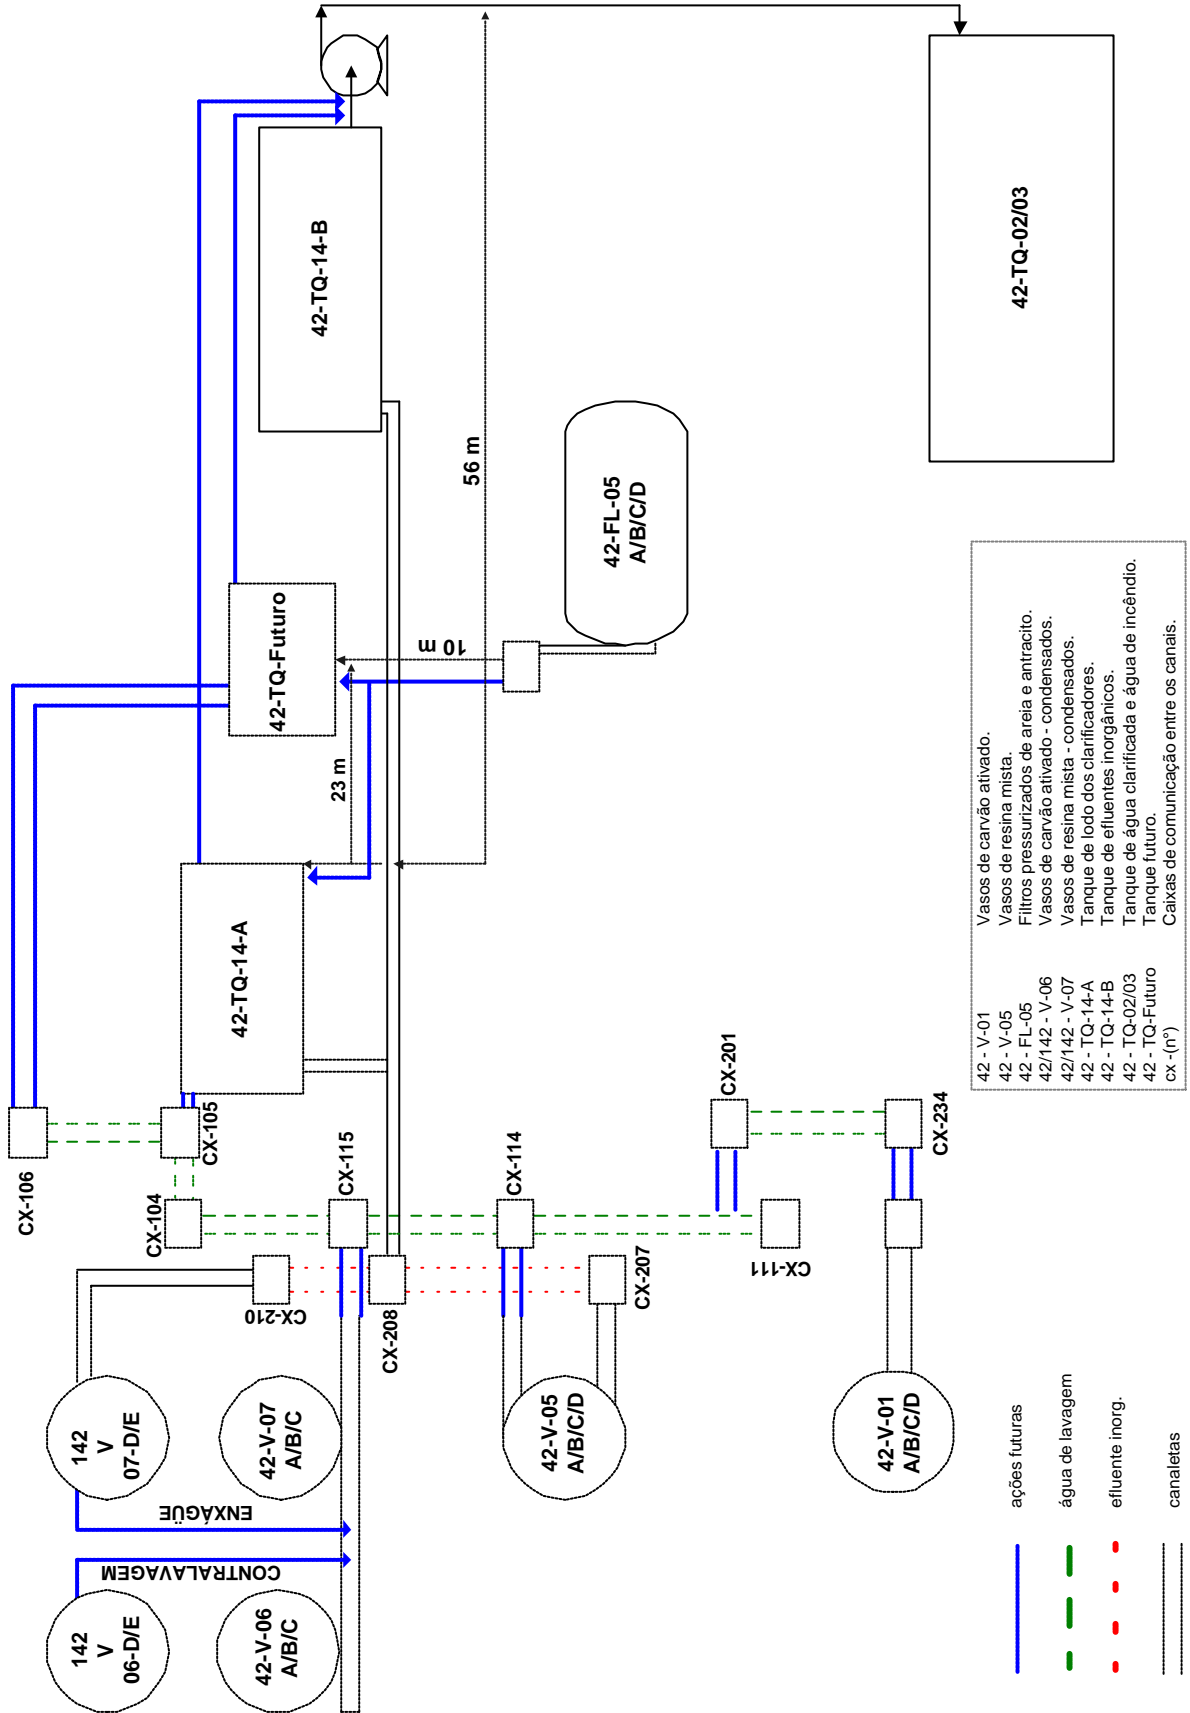 142
V
06-D/E
42-V-06
A/B/C
CONTRALAVAGEM
ENXÁGÜE
142
V
07-D/E
42-V-07
A/B/C
42-V-05
A/B/C/D
42-V-01
A/B/C/D
CX-210
CX-208
CX-207
CX-104
CX-115
CX-114
CX-111
CX-106
CX-105
CX-201
CX-234
42-TQ-14-A
23 m
42-TQ-Futuro
10 m
42-FL-05
A/B/C/D
56 m
42-TQ-14-B
42-TQ-02/03
ações futuras
água de lavagem
efluente inorg.
canaletas
42 - V-01 Vasos de carvão ativado.
42 - V-05 Vasos de resina mista.
42 - FL-05 Filtros pressurizados de areia e antracito.
42/142 - V-06 Vasos de carvão ativado - condensados.
42/142 - V-07 Vasos de resina mista - condensados.
42 - TQ-14-A Tanque de lodo dos clarificadores.
42 - TQ-14-B Tanque de efluentes inorgânicos.
42 - TQ-02/03 Tanque de água clarificada e água de incêndio.
42 - TQ-Futuro Tanque futuro.
cx -(n°) Caixas de comunicação entre os canais.